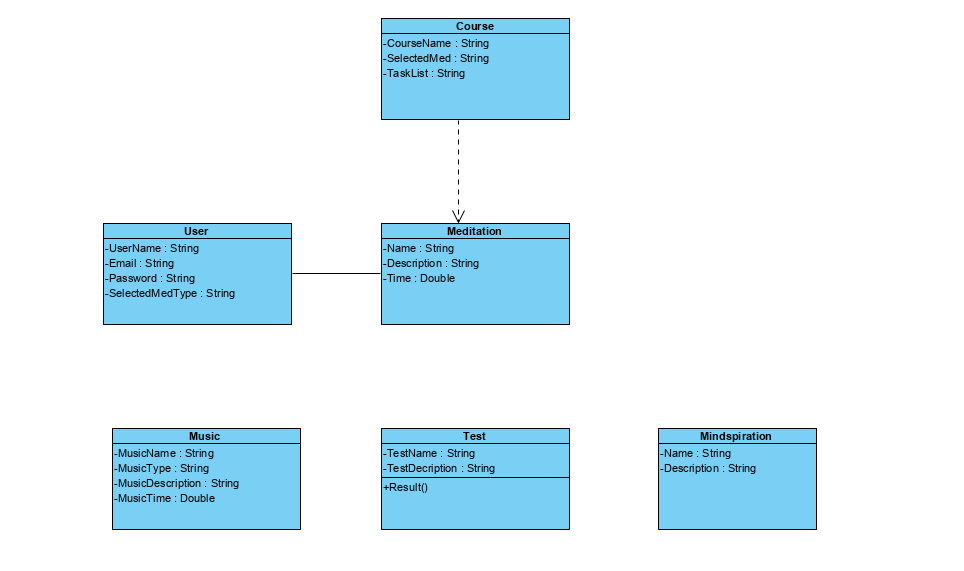 Course
-CourseName : String
-SelectedMed : String
-TaskList : String
User
-UserName : String
-Email : String
-Password : String
-SelectedMedType : String
Meditation
-Name : String
-Description : String
-Time : Double
Music
-MusicName : String
-MusicType : String
-MusicDescription : String
-MusicTime : Double
Test
-TestName : String
-TestDecription : String
+Result()
Mindspiration
-Name : String
-Description : String